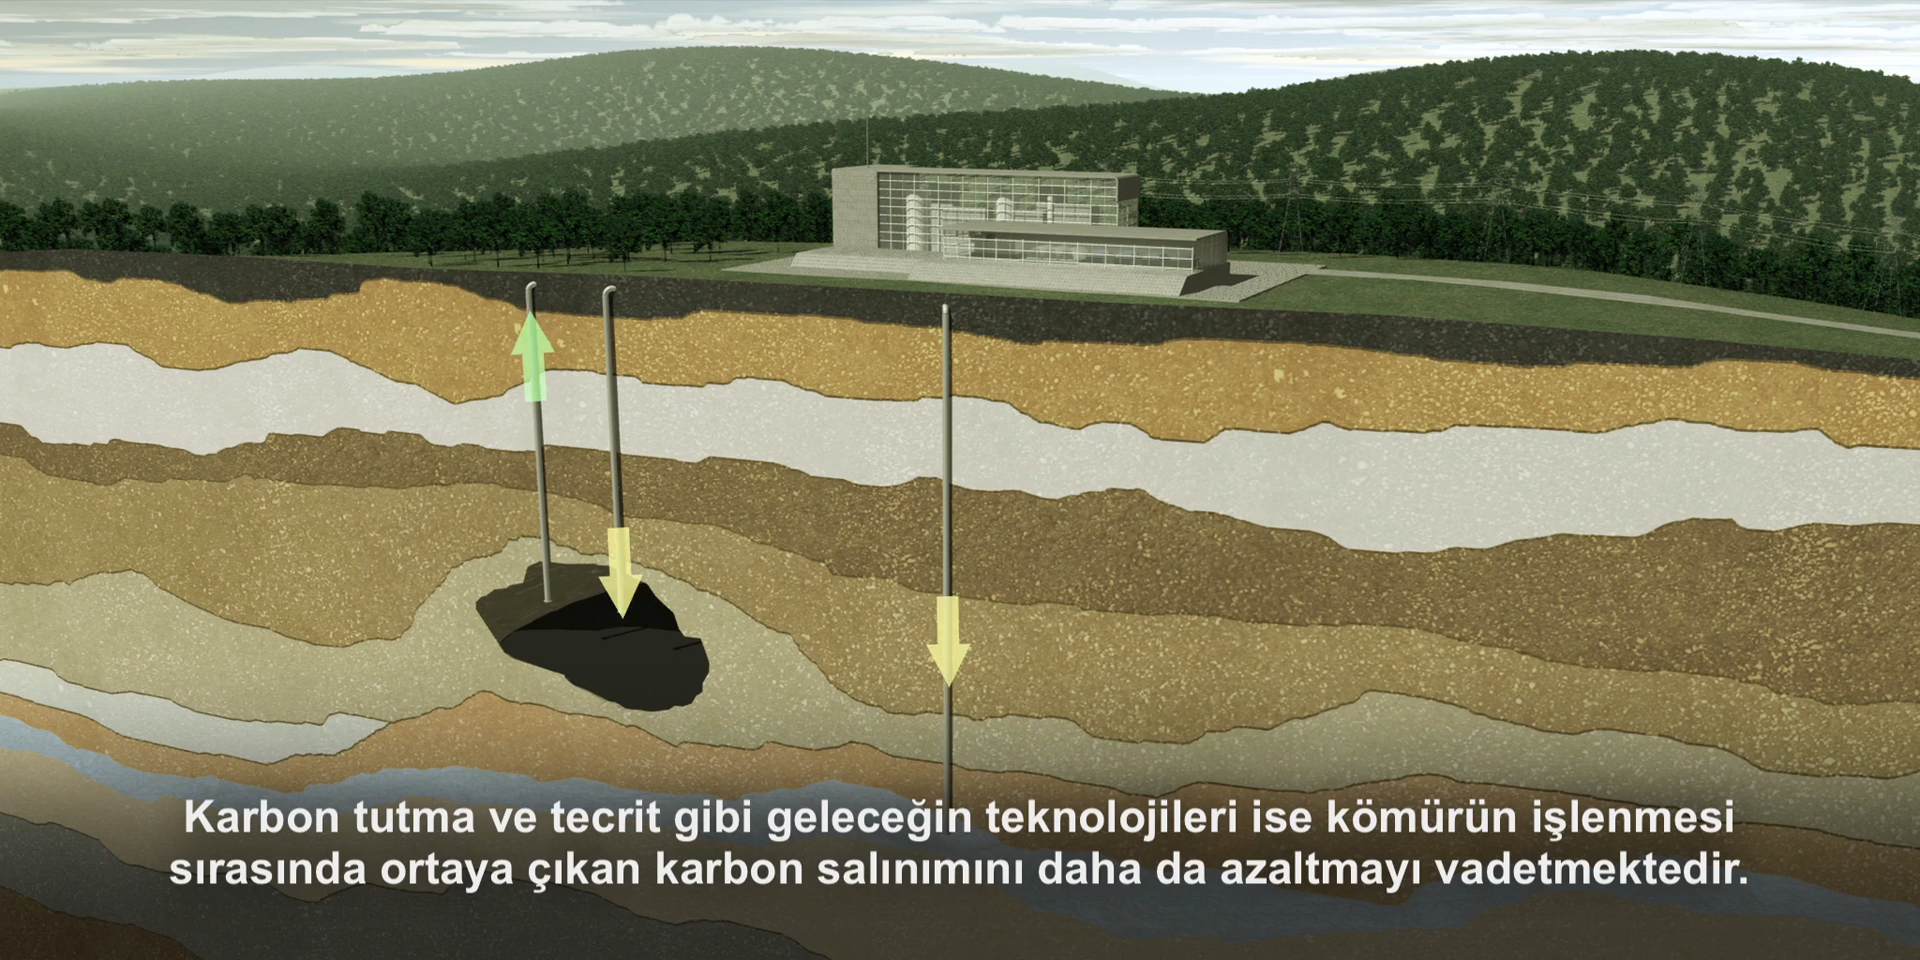 Karbon tutma ve tecrit gibi geleceğin teknolojileri ise kömürün işlenmesi
sırasında ortaya çıkan karbon salınımını daha da azaltmayı vadetmektedir.